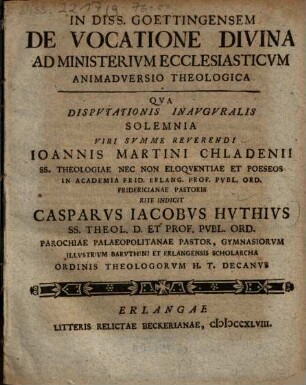 IN DISS. GOETTINGENSEM
DE VOCATIONE DIVINA
AD MINISTERIVM ECCLESIASTICVM
ANIMADVERSIO THEOLOGICA
QVA
DISPVTATIONIS INAVGVRALIS
SOLEMNIA
VIRI SVMME REVERENDI
IOANNIS MARTINI CHLADENII
SS. THEOLOGIAE NEC NON ELOQVENTIAE ET POESEOS
IN ACADEMIA FRID. ERLANG. PROF. PVBL. ORD.
FRIDERICIANAE PASTORIS
RITE INDICIT
CASPARVS IACOBVS HVTHIVS
SS. THEOL. D. ET PROF. PVBL. ORD.
PAROCHIAE PALAEOPOLITANAE PASTOR, GYMNASIORVM
ILLVSTRIVM BARVTHINI ET ERLANGENSIS SCHOLARCHA
ORDINIS THEOLOGORVM H. T. DECANVS
ERLANGAE
LITTERIS RELICTAE BECKERIANAE, CIↃIↃCCXLVIII.